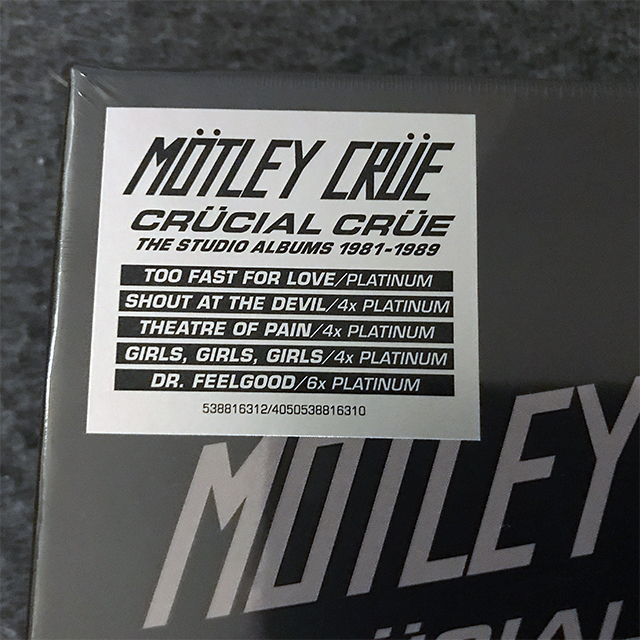 MÖTLEY CRÜE
CRÜCIAL CRÜE
THE STUDIO ALBUMS 1981-1989
TOO FAST FOR LOVE/PLATINUM
SHOUT AT THE DEVIL/4x PLATINUM
THEATRE OF PAIN/4x PLATINUM
GIRLS, GIRLS, GIRLS/4x PLATINUM
DR. FEELGOOD/6x PLATINUM
538816312/4050538816310
MÖTLEY
CRÜCIAL